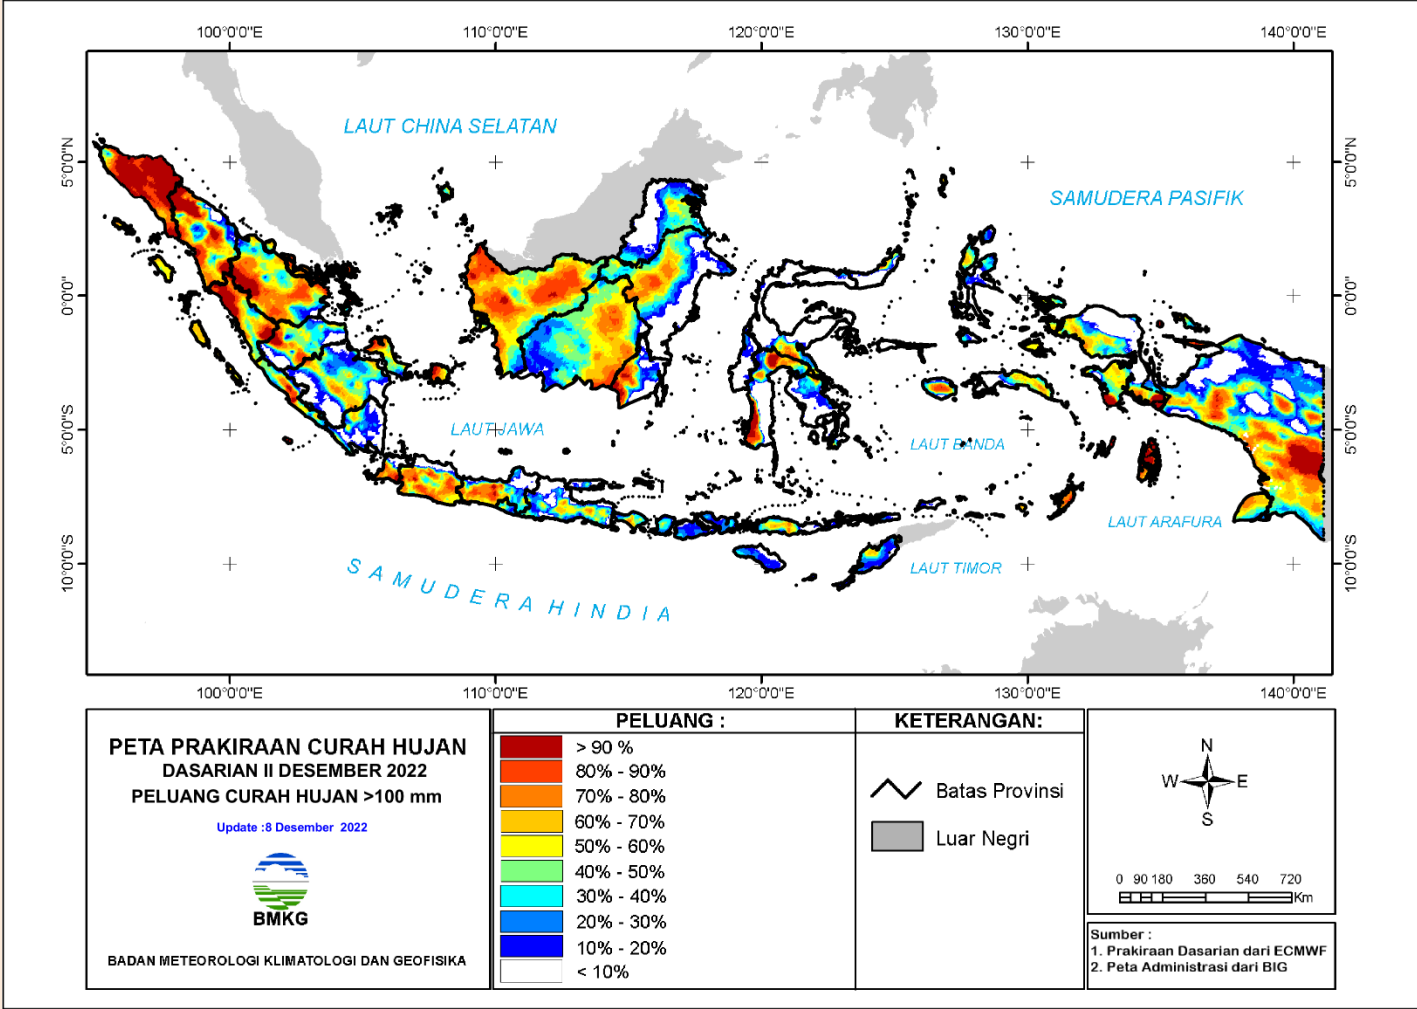 100°0'0"E 110°0'0"E 120°0'0"E 130°0'0"E 140°0'0"E
LAUT CHINA SELATAN
5°0'0"N 5°0'0"N
SAMUDERA PASIFIK
0°0'0" 0°0'0"
5°0'0"S LAUT JAWA LAUT BANDA 5°0'0"S
LAUT ARAFURA
10°0'0"S SAMUDERA HINDIA LAUT TIMOR 10°0'0"S
100°0'0"E 110°0'0"E 120°0'0"E 130°0'0"E 140°0'0"E
PETA PRAKIRAAN CURAH HUJAN
DASARIAN II DESEMBER 2022
PELUANG CURAH HUJAN >100 mm
Update :8 Desember 2022
BMKG
BADAN METEOROLOGI KLIMATOLOGI DAN GEOFISIKA
PELUANG :
> 90 %
80% - 90%
70% - 80%
60% - 70%
50% - 60%
40% - 50%
30% - 40%
20% - 30%
10% - 20%
< 10%
KETERANGAN:
Batas Provinsi
Luar Negri
N
W E
S
0 90 180 360 540 720
Km
Sumber :
1. Prakiraan Dasarian dari ECMWF
2. Peta Administrasi dari BIG